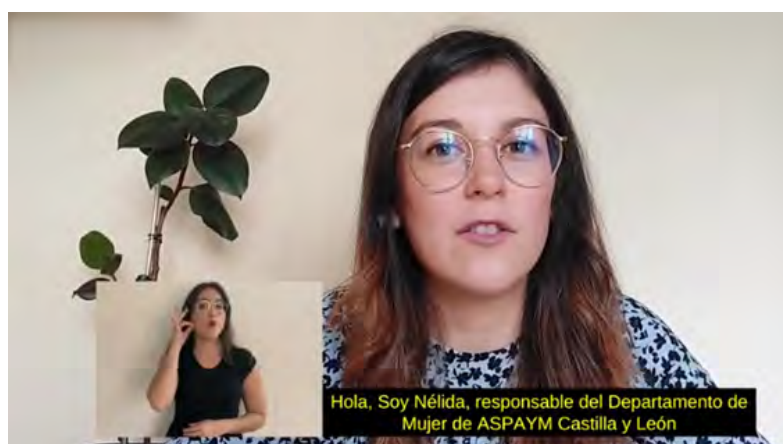 Hola, Soy Nélida, responsable del Departamento de
Mujer de ASPAYM Castilla y León